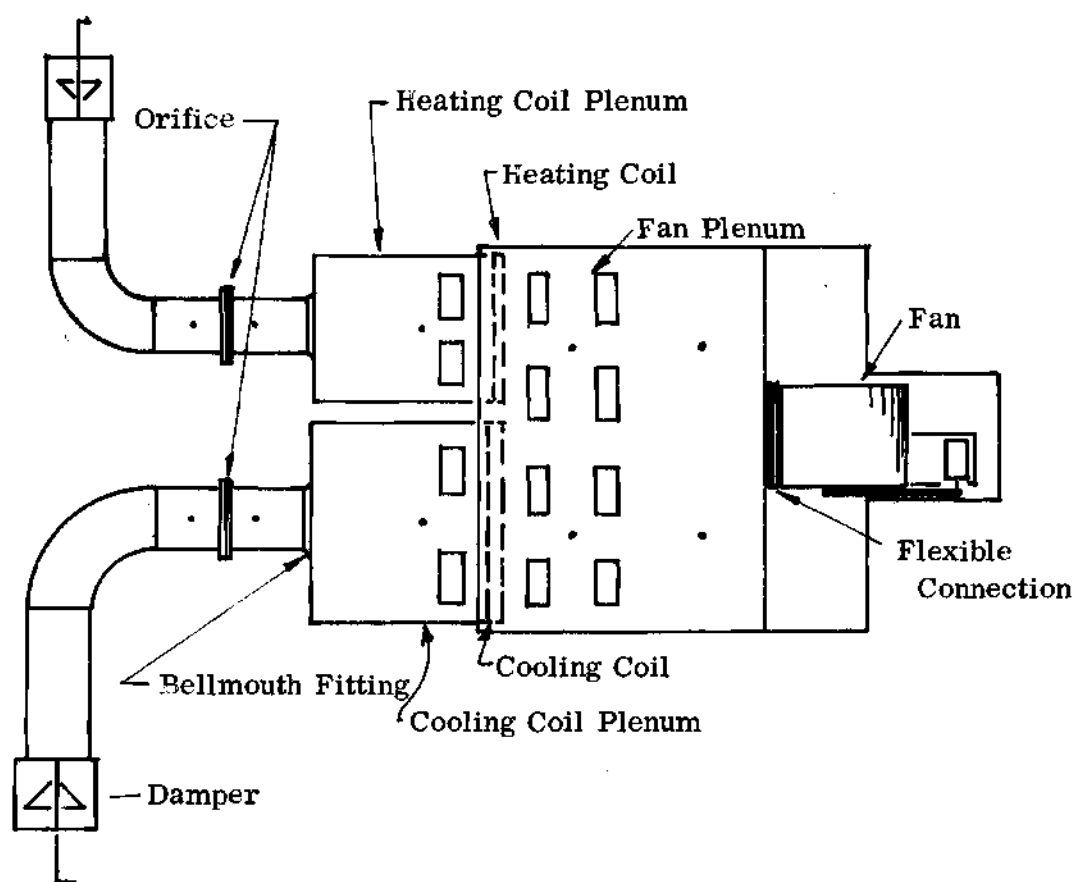 Heating Coil Plenum
Orifice
Heating Coil
Fan Plenum
Fan
Flexible
Connection
Cooling Coil
Bellmouth Fitting
Cooling Coil Plenum
Damper